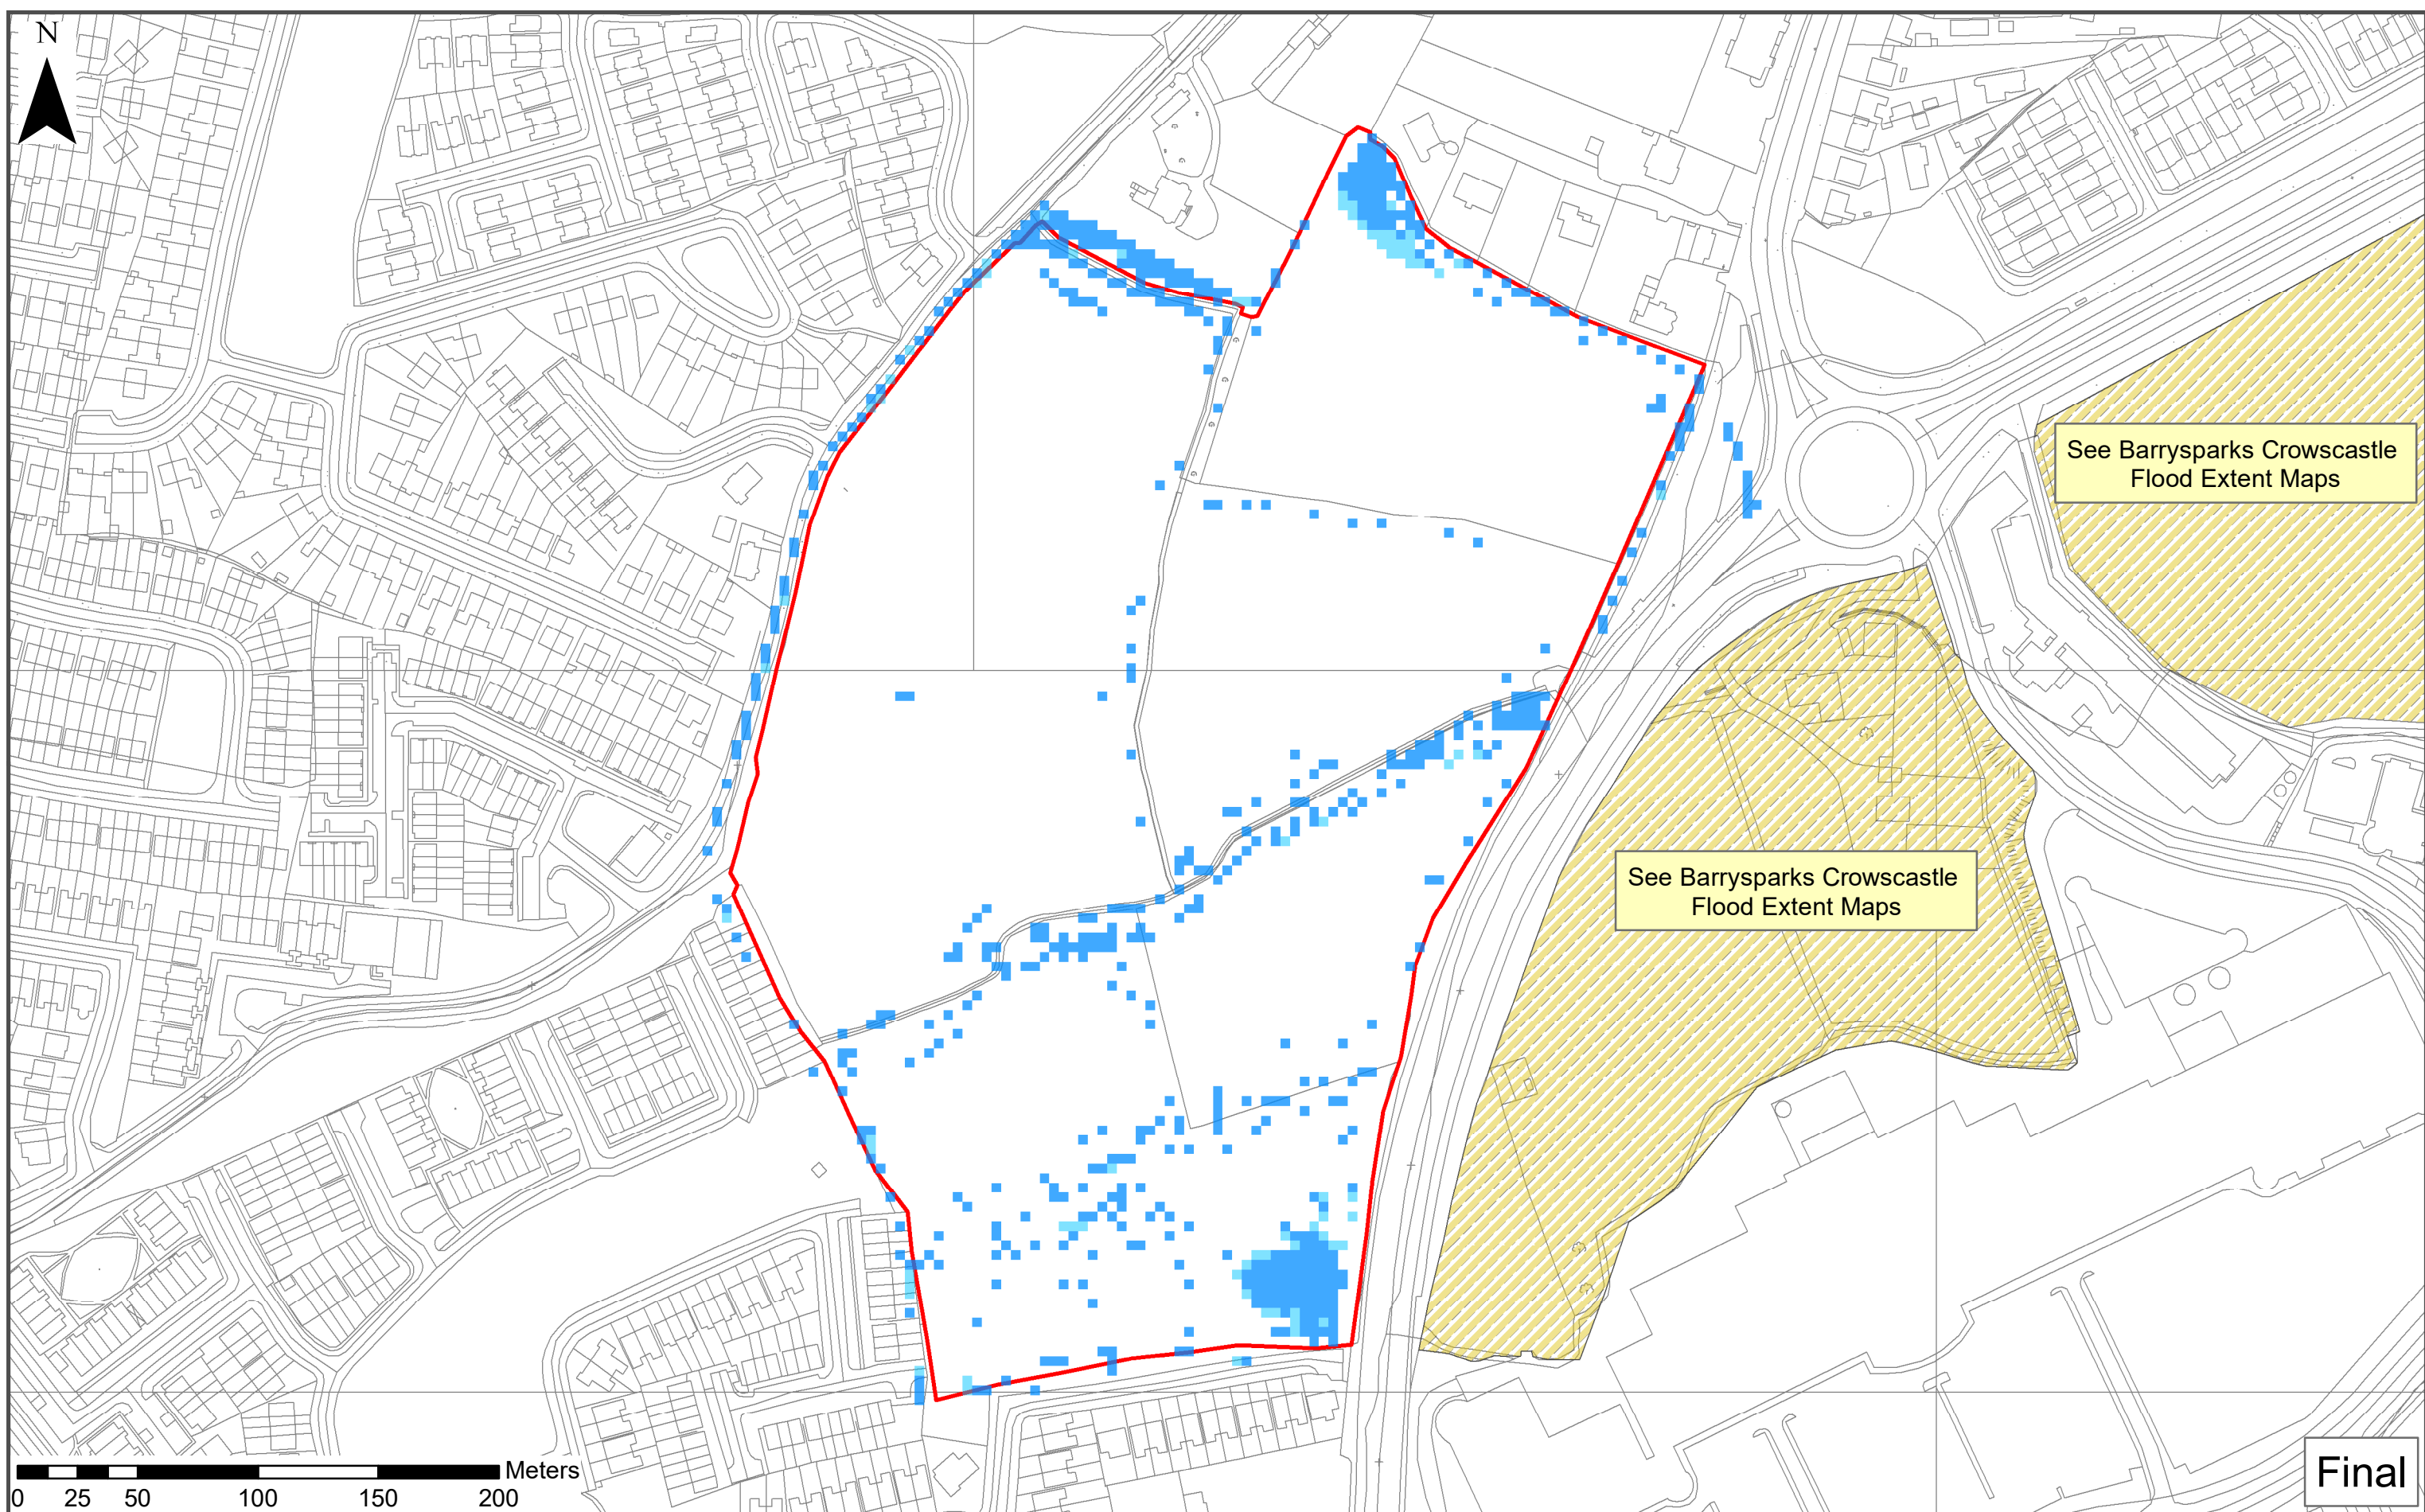 N
See Barrysparks Crowscastle
Flood Extent Maps
See Barrysparks Crowscastle
Flood Extent Maps
Meters
0 25 50 100 150 200
Final